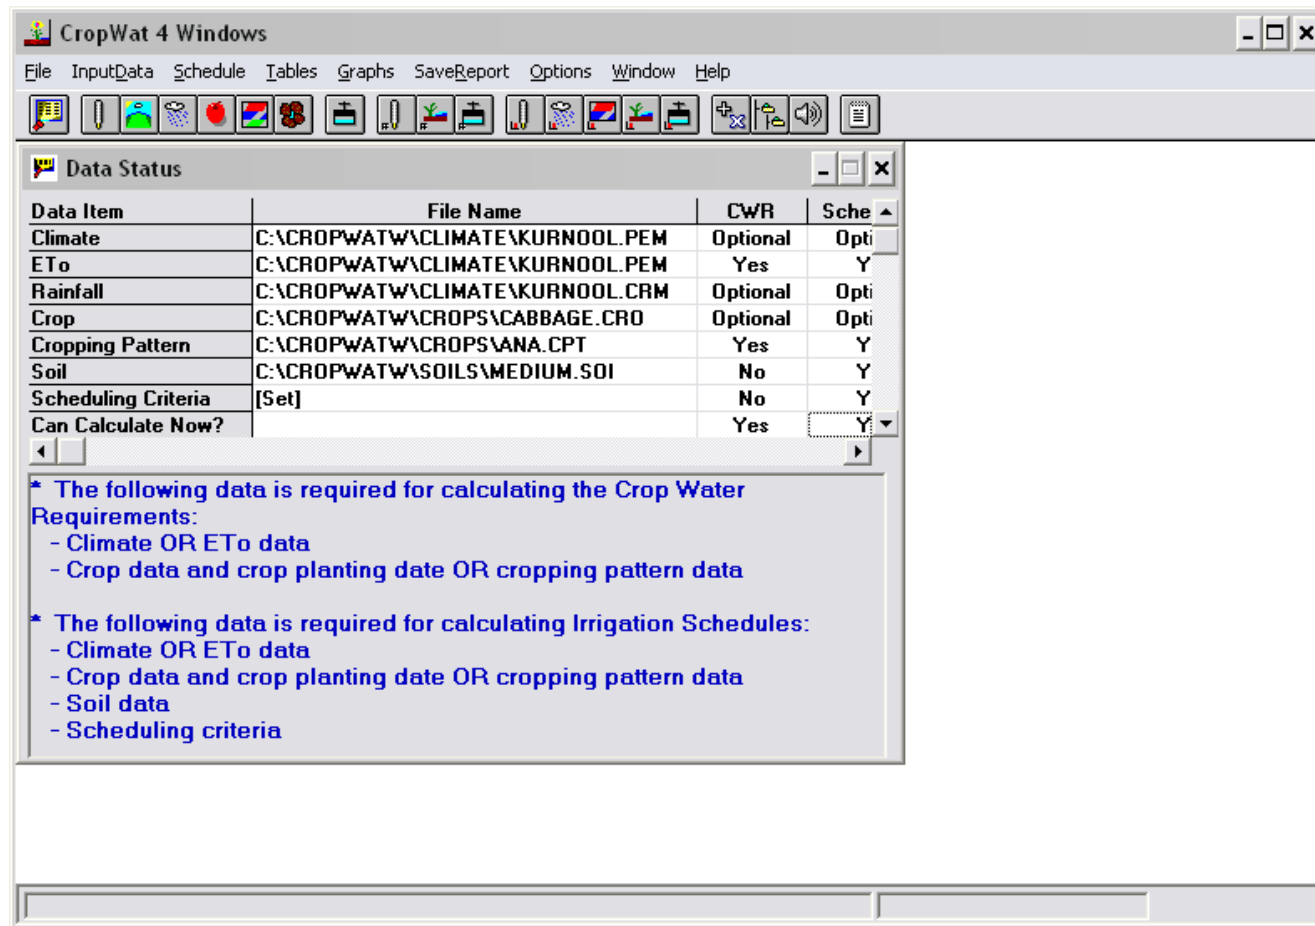 CropWat 4 Windows
File InputData Schedule Tables Graphs SaveReport Options Window Help
Data Status
Data Item File Name CWR Sche
Climate C:\CROPWATW\CLIMATE\KURNOOL.PEM Optional Opti
ETo C:\CROPWATW\CLIMATE\KURNOOL.PEM Yes Y
Rainfall C:\CROPWATW\CLIMATE\KURNOOL.CRM Optional Opti
Crop C:\CROPWATW\CROPS\CABBAGE.CRO Optional Opti
Cropping Pattern C:\CROPWATW\CROPS\ANA.CPT Yes Y
Soil C:\CROPWATW\SOILS\MEDIUM.SOI No Y
Scheduling Criteria [Set] No Y
Can Calculate Now? Yes Y
* The following data is required for calculating the Crop Water
Requirements:
- Climate OR ETo data
- Crop data and crop planting date OR cropping pattern data
* The following data is required for calculating Irrigation Schedules:
- Climate OR ETo data
- Crop data and crop planting date OR cropping pattern data
- Soil data
- Scheduling criteria